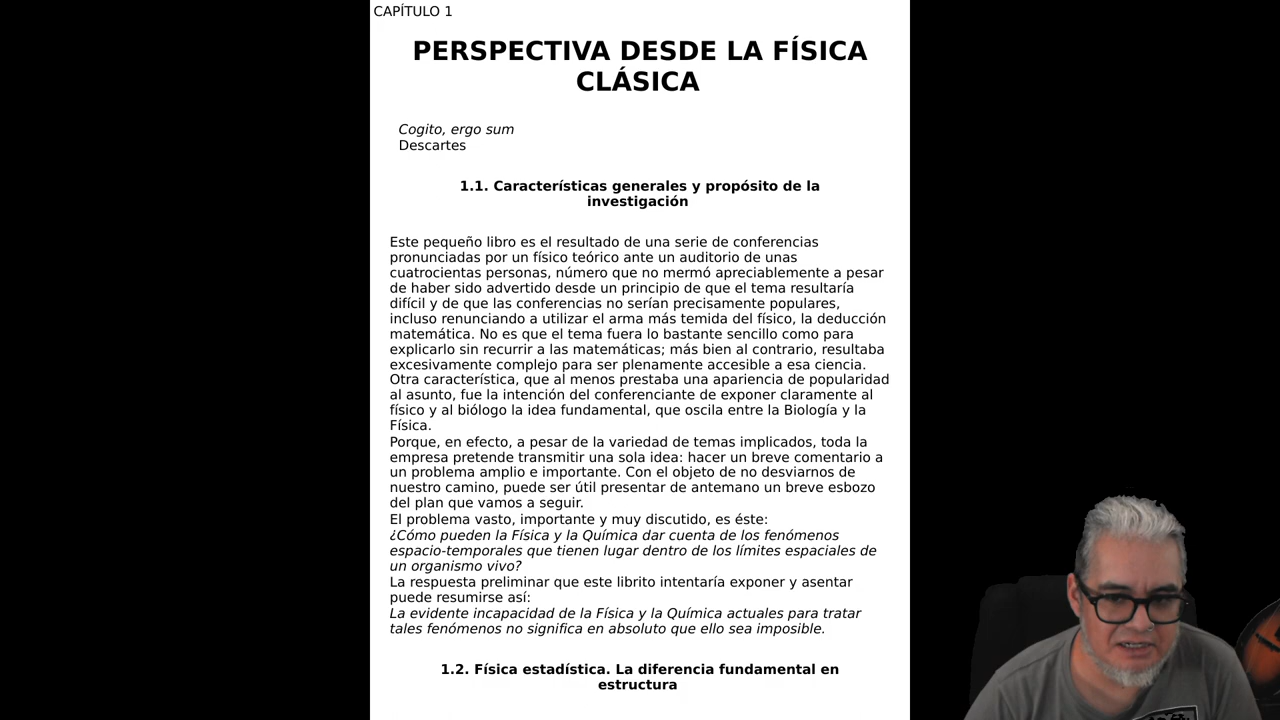 CAPÍTULO 1
PERSPECTIVA DESDE LA FÍSICA
CLÁSICA
Cogito, ergo sum
Descartes
1.1. Características generales y propósito de la
investigación
Este pequeño libro es el resultado de una serie de conferencias
pronunciadas por un físico teórico ante un auditorio de unas
cuatrocientas personas, número que no mermó apreciablemente a pesar
de haber sido advertido desde un principio de que el tema resultaría
difícil y de que las conferencias no serían precisamente populares,
incluso renunciando a utilizar el arma más temida del físico, la deducción
matemática. No es que el tema fuera lo bastante sencillo como para
explicarlo sin recurrir a las matemáticas; más bien al contrario, resultaba
excesivamente complejo para ser plenamente accesible a esa ciencia.
Otra característica, que al menos prestaba una apariencia de popularidad
al asunto, fue la intención del conferenciante de exponer claramente al
físico y al biólogo la idea fundamental, que oscila entre la Biología y la
Física.
Porque, en efecto, a pesar de la variedad de temas implicados, toda la
empresa pretende transmitir una sola idea: hacer un breve comentario a
un problema amplio e importante. Con el objeto de no desviarnos de
nuestro camino, puede ser útil presentar de antemano un breve esbozo
del plan que vamos a seguir.
El problema vasto, importante y muy discutido, es éste:
¿Cómo pueden la Física y la Química dar cuenta de los fenómenos
espacio-temporales que tienen lugar dentro de los límites espaciales de
un organismo vivo?
La respuesta preliminar que este librito intentaría exponer y asentar
puede resumirse así:
La evidente incapacidad de la Física y la Química actuales para tratar
tales fenómenos no significa en absoluto que ello sea imposible.
1.2. Física estadística. La diferencia fundamental en
estructura